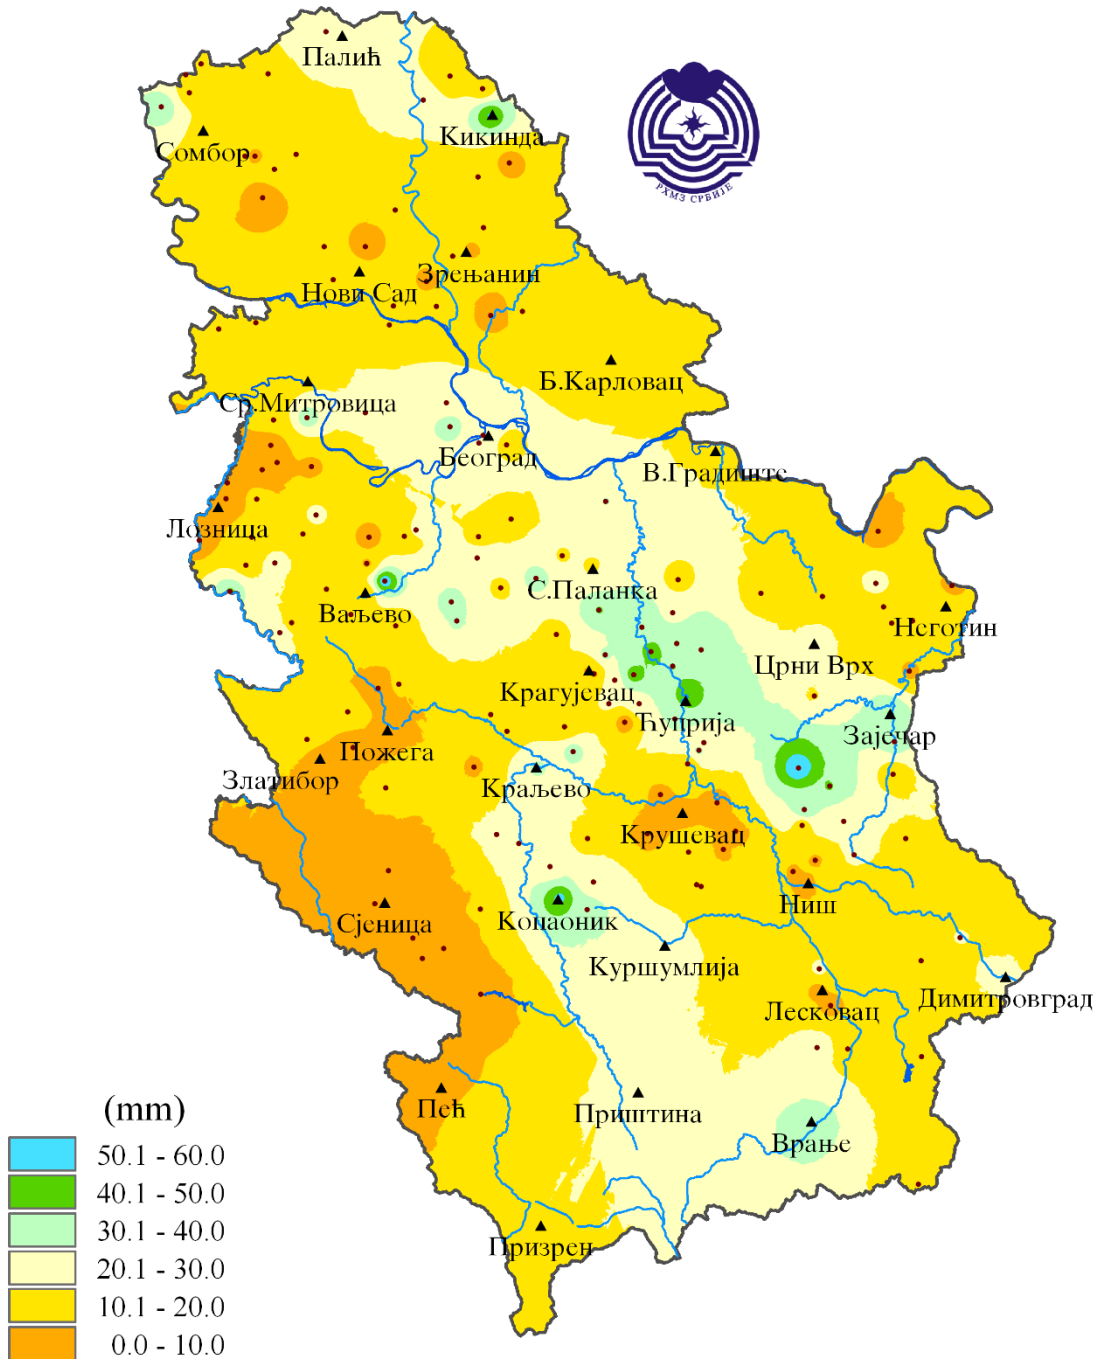 Палић
Кикинда
Сомбор
РХМЗ СРБИЈЕ
Зрењанин
Нови Сад
Б.Карловац
Ср.Митровица
Београд
В.Градиште
Лозница
С.Паланка
Ваљево
Неготин
Црни Врх
Крагујевац
Ћуприја
Зајечар
Пожега
Златибор
Краљево
Крушевац
Ниш
Сјеница
Копаоник
Куршумлија
Димитровград
Лесковац
Пећ
Приштина
Врање
Призрен
(mm)
50.1 - 60.0
40.1 - 50.0
30.1 - 40.0
20.1 - 30.0
10.1 - 20.0
0.0 - 10.0